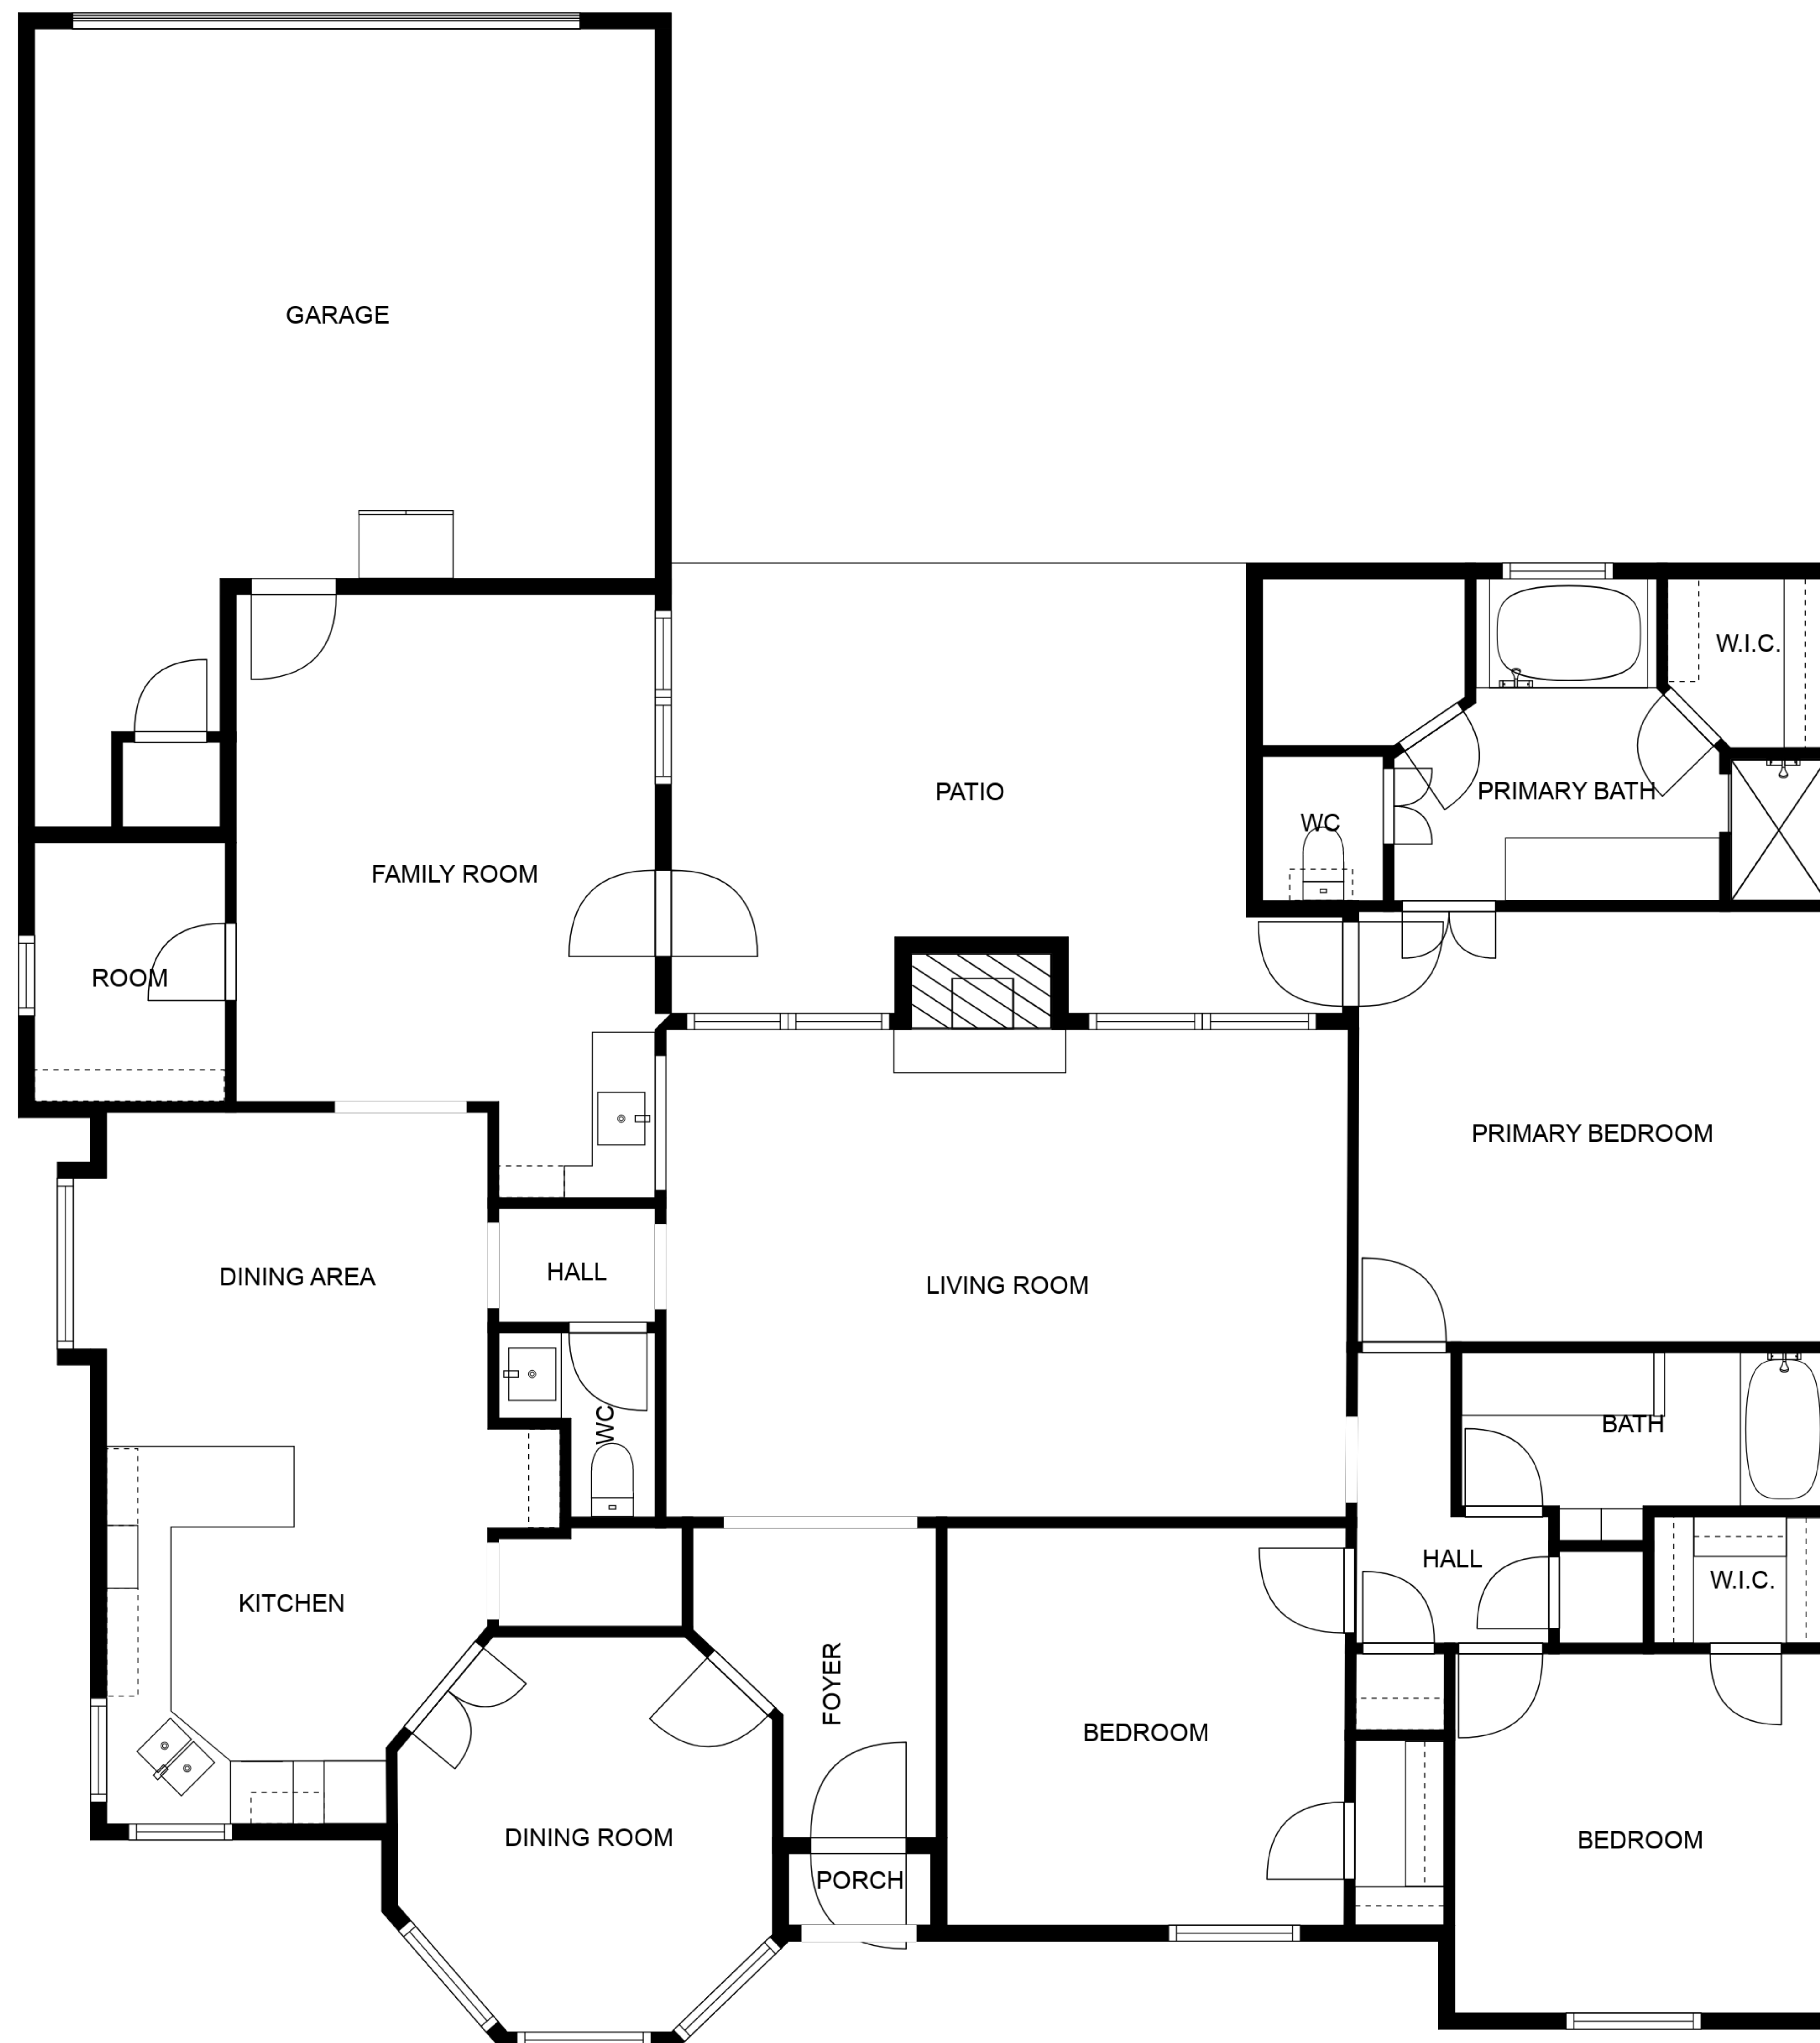 GARAGE
W.I.C.
PATIO
PRIMARY BATH
WC
FAMILY ROOM
ROOM
PRIMARY BEDROOM
DINING AREA
HALL
LIVING ROOM
WC
BATH
HALL
W.I.C.
KITCHEN
FOYER
BEDROOM
DINING ROOM
BEDROOM
PORCH